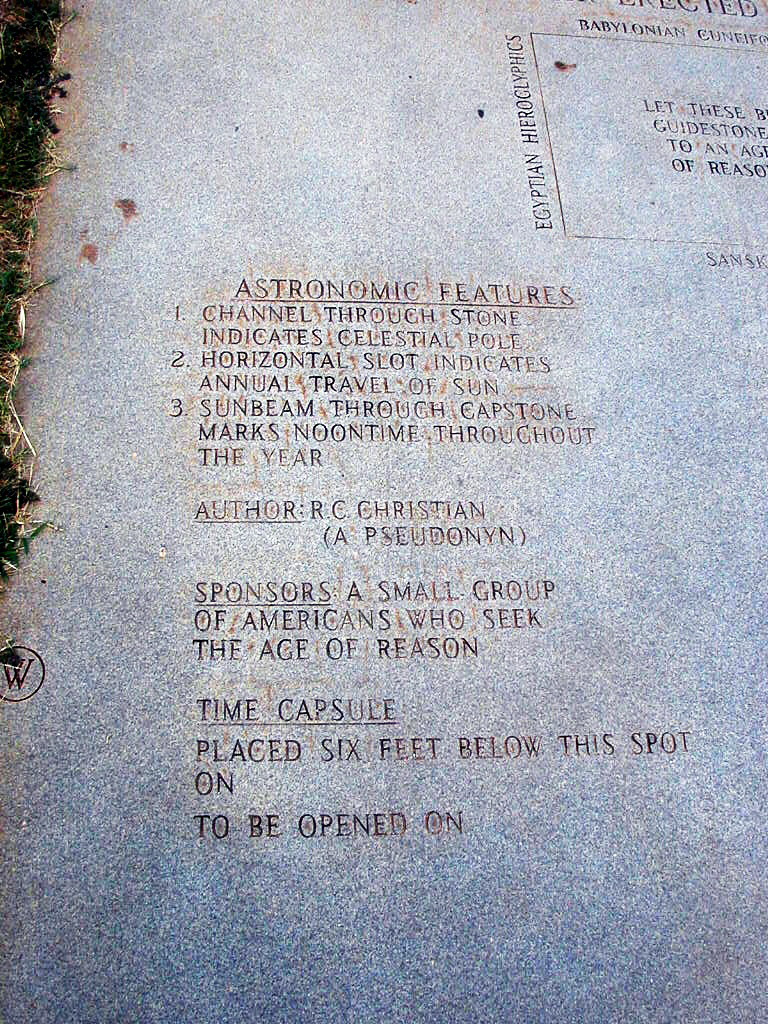 ERECTED
BABYLONIAN CUNEIFO
EGYPTIAN HIEROGLYPHICS
LET THESE B
GUIDESTONE
TO AN AGE
OF REASO
SANSK
ASTRONOMIC FEATURES
1. CHANNEL THROUGH STONE
INDICATES CELESTIAL POLE
2. HORIZONTAL SLOT INDICATES
ANNUAL TRAVEL OF SUN
3. SUNBEAM THROUGH CAPSTONE
MARKS NOONTIME THROUGHOUT
THE YEAR
AUTHOR: R.C. CHRISTIAN
(A PSEUDONYN)
SPONSORS: A SMALL GROUP
OF AMERICANS WHO SEEK
THE AGE OF REASON
W
TIME CAPSULE
PLACED SIX FEET BELOW THIS SPOT
ON
TO BE OPENED ON